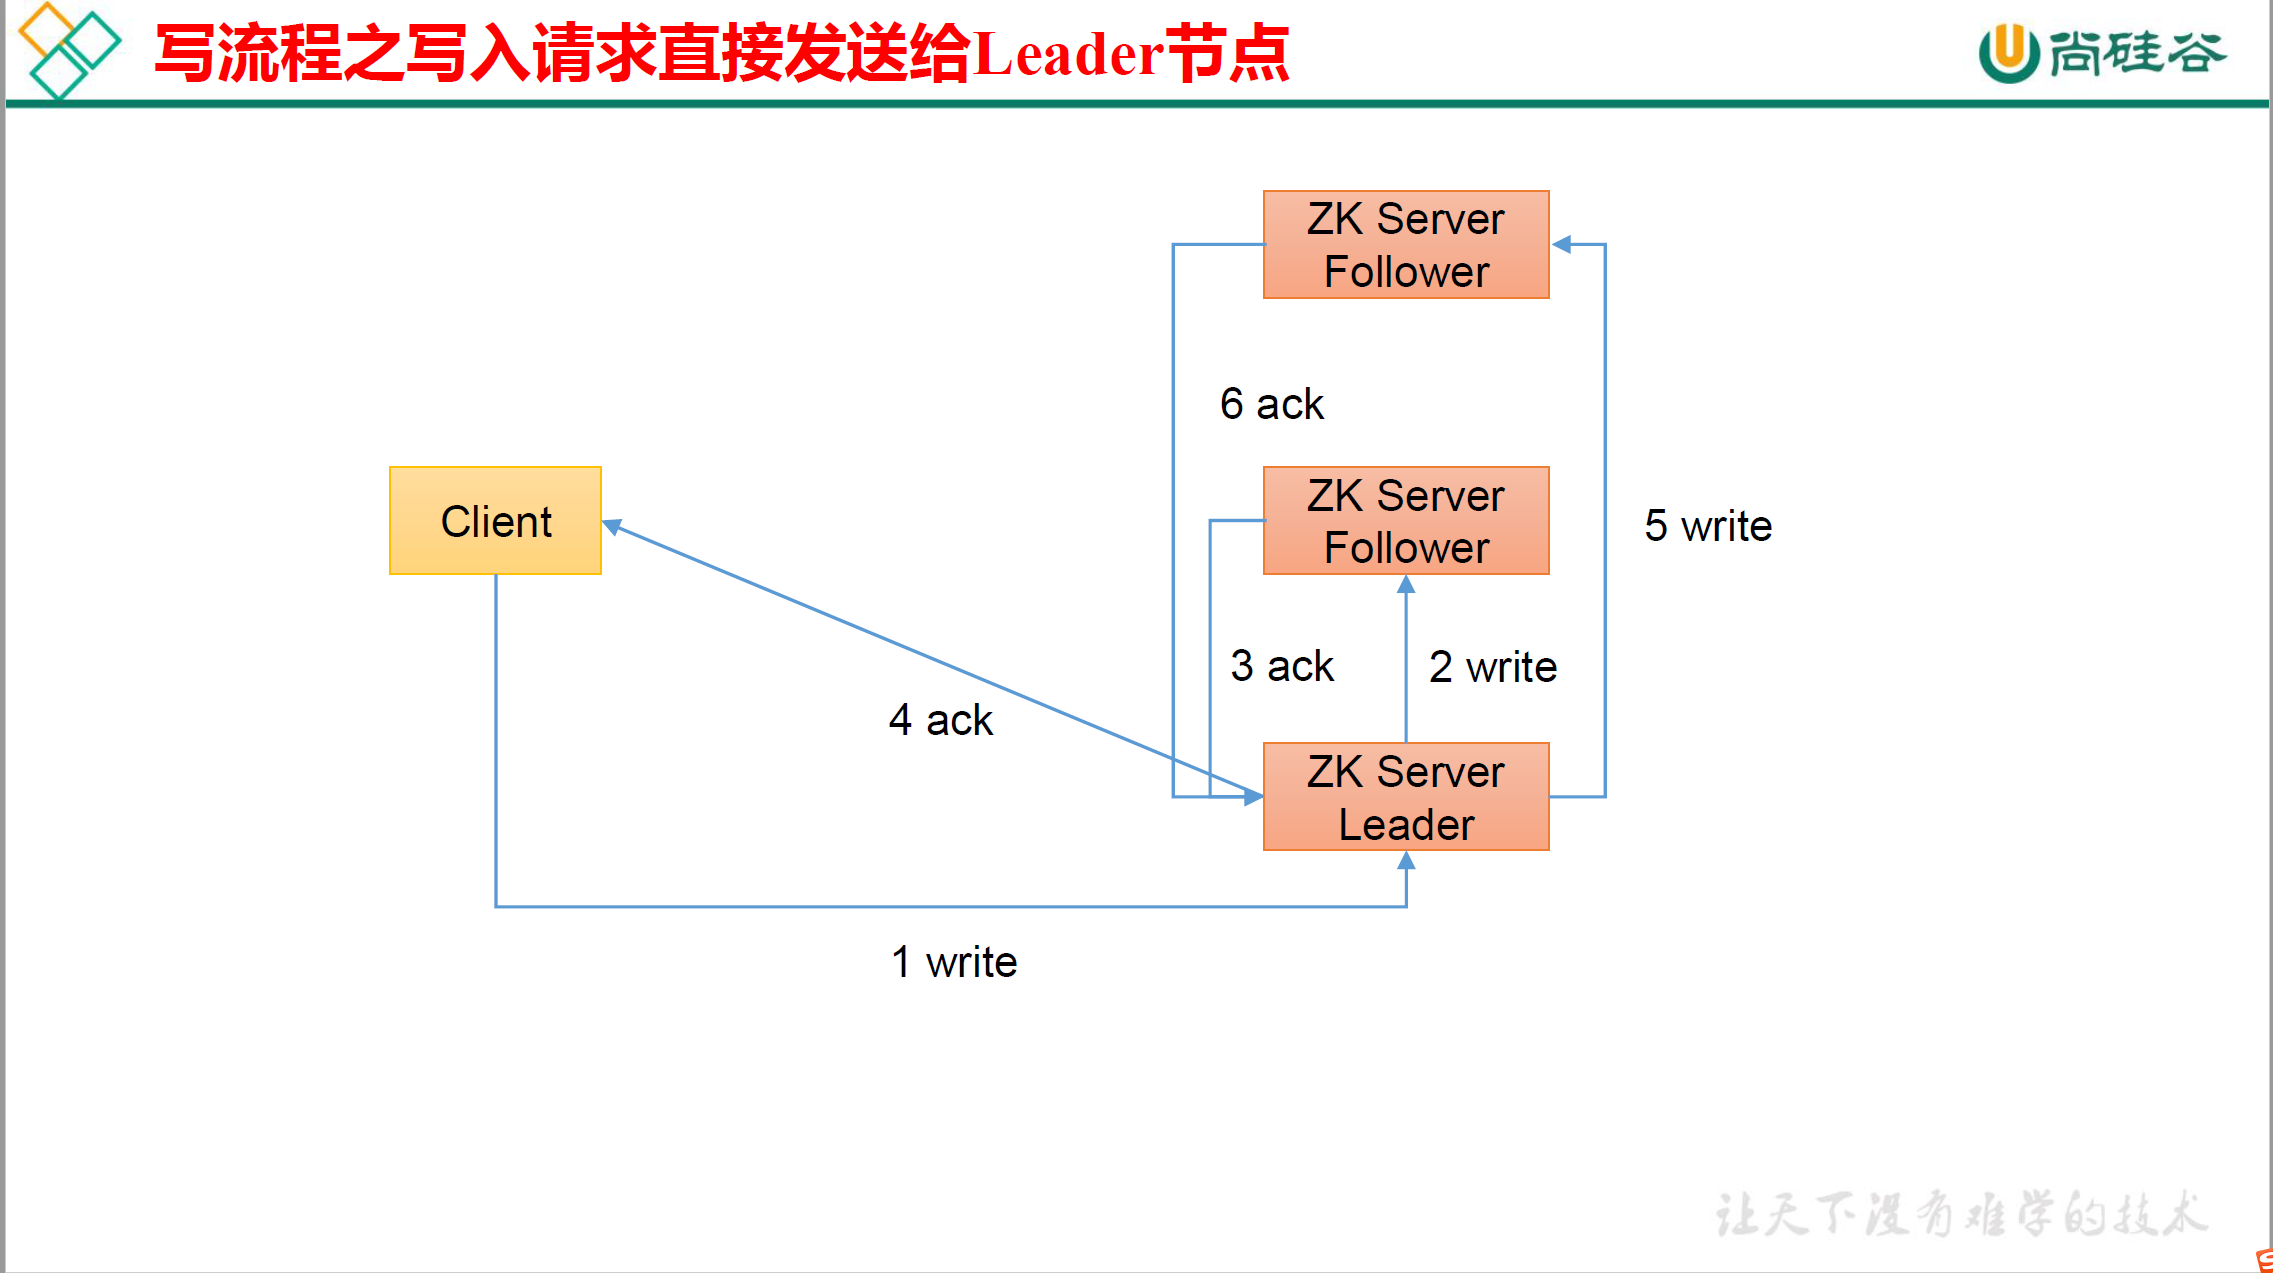 写流程之写入请求直接发送给Leader节点
尚硅谷
ZK Server
Follower
6 ack
Client
ZK Server
Follower
5 write
3 ack
2 write
4 ack
ZK Server
Leader
1 write
让天下没有难学的技术